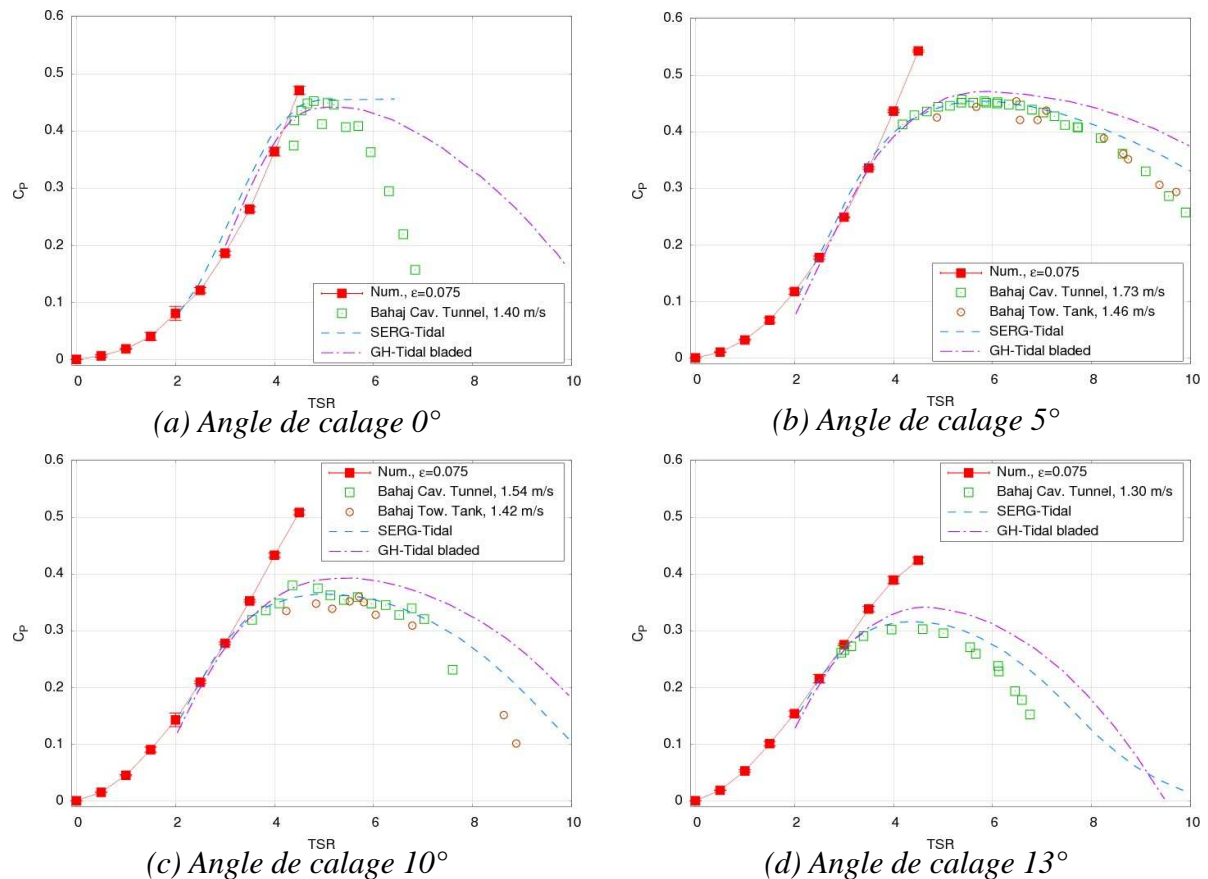 0.6
0.5
0.4
0.3
0.2
0.1
0
C_P
0 2 4 6 8 10
TSR
Num., ε=0.075
Bahaj Cav. Tunnel, 1.40 m/s
SERG-Tidal
GH-Tidal bladed
(a) Angle de calage 0°
0.6
0.5
0.4
0.3
0.2
0.1
0
C_P
0 2 4 6 8 10
TSR
Num., ε=0.075
Bahaj Cav. Tunnel, 1.73 m/s
Bahaj Tow. Tank, 1.46 m/s
SERG-Tidal
GH-Tidal bladed
(b) Angle de calage 5°
0.6
0.5
0.4
0.3
0.2
0.1
0
C_P
0 2 4 6 8 10
TSR
Num., ε=0.075
Bahaj Cav. Tunnel, 1.54 m/s
Bahaj Tow. Tank, 1.42 m/s
SERG-Tidal
GH-Tidal bladed
(c) Angle de calage 10°
0.6
0.5
0.4
0.3
0.2
0.1
0
C_P
0 2 4 6 8 10
TSR
Num., ε=0.075
Bahaj Cav. Tunnel, 1.30 m/s
SERG-Tidal
GH-Tidal bladed
(d) Angle de calage 13°